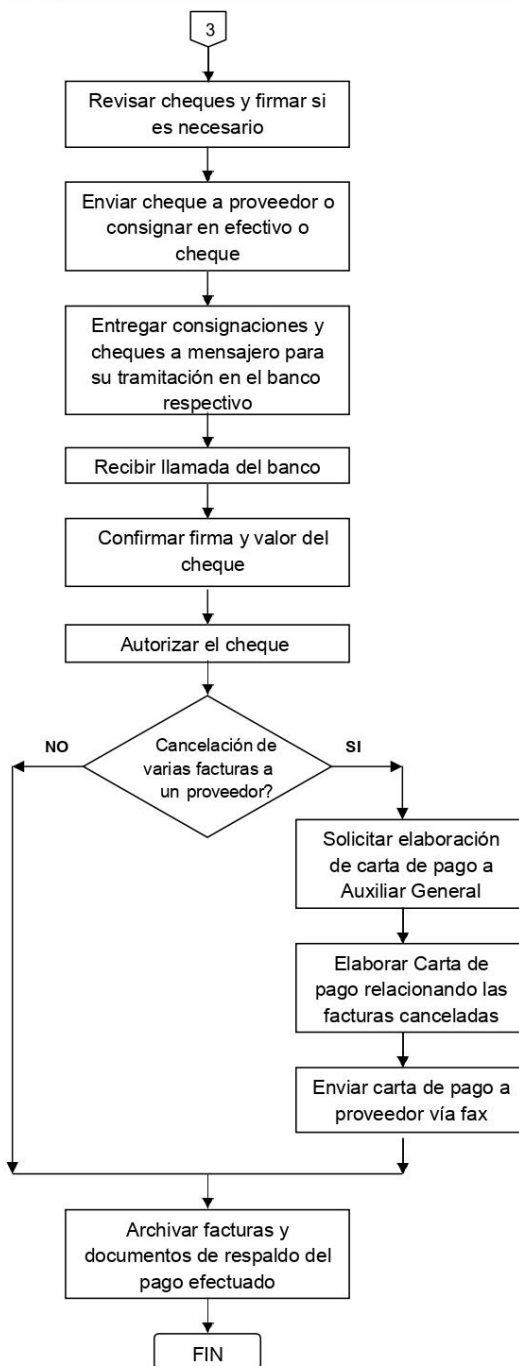 3
Revisar cheques y firmar si
es necesario
Enviar cheque a proveedor o
consignar en efectivo o
cheque
Entregar consignaciones y
cheques a mensajero para
su tramitación en el banco
respectivo
Recibir llamada del banco
Confirmar firma y valor del
cheque
Autorizar el cheque
NO
Cancelación de
varias facturas a
un proveedor?
SI
Solicitar elaboración
de carta de pago a
Auxiliar General
Elaborar Carta de
pago relacionando las
facturas canceladas
Enviar carta de pago a
proveedor vía fax
Archivar facturas y
documentos de respaldo del
pago efectuado
FIN